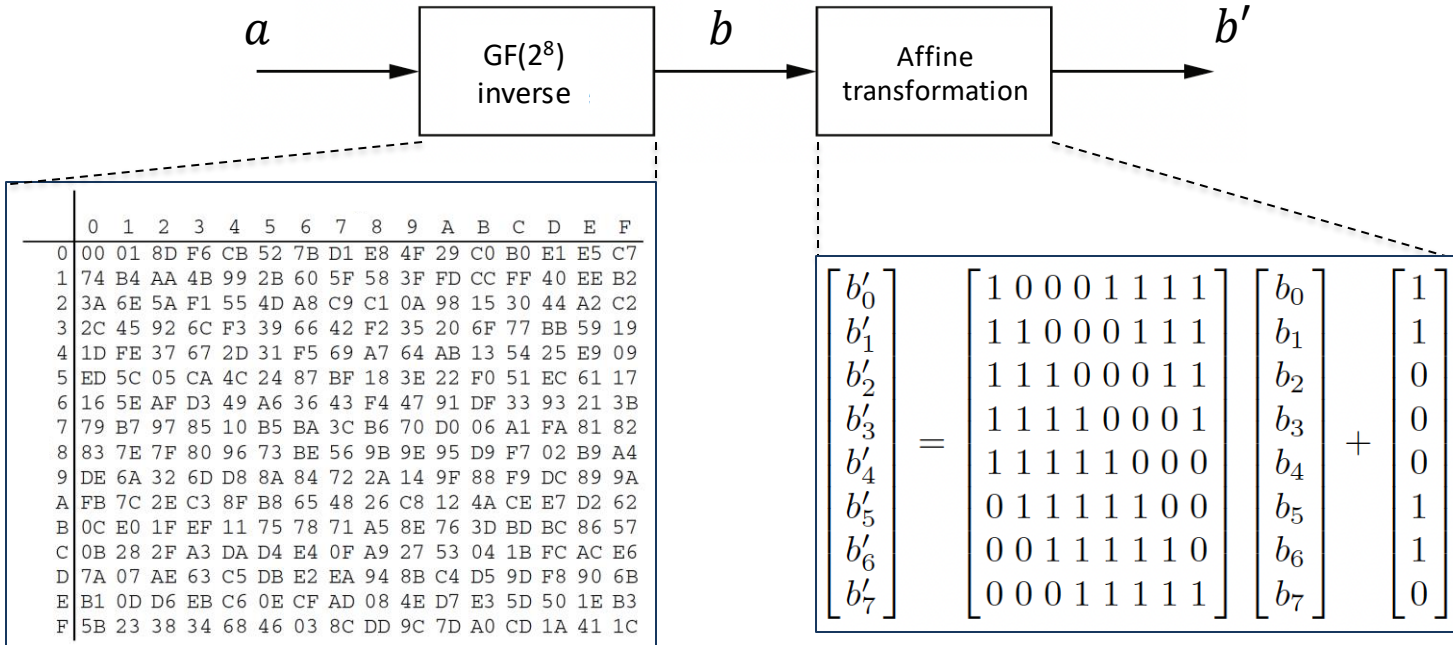 a
GF(2⁸)
inverse
b
Affine
transformation
b′
0 1 2 3 4 5 6 7 8 9 A B C D E F
0 00 01 8D F6 CB 52 7B D1 E8 4F 29 C0 B0 E1 E5 C7
1 74 B4 AA 4B 99 2B 60 5F 58 3F FD CC FF 40 EE B2
2 3A 6E 5A F1 55 4D A8 C9 C1 0A 98 15 30 44 A2 C2
3 2C 45 92 6C F3 39 66 42 F2 35 20 6F 77 BB 59 19
4 1D FE 37 67 2D 31 F5 69 A7 64 AB 13 54 25 E9 09
5 ED 5C 05 CA 4C 24 87 BF 18 3E 22 F0 51 EC 61 17
6 16 5E AF D3 49 A6 36 43 F4 47 91 DF 33 93 21 3B
7 79 B7 97 85 10 B5 BA 3C B6 70 D0 06 A1 FA 81 82
8 83 7E 7F 80 96 73 BE 56 9B 9E 95 D9 F7 02 B9 A4
9 DE 6A 32 6D D8 8A 84 72 2A 14 9F 88 F9 DC 89 9A
A FB 7C 2E C3 8F B8 65 48 26 C8 12 4A CE E7 D2 62
B 0C E0 1F EF 11 75 78 71 A5 8E 76 3D BD BC 86 57
C 0B 28 2F A3 DA D4 E4 0F A9 27 53 04 1B FC AC E6
D 7A 07 AE 63 C5 DB E2 EA 94 8B C4 D5 9D F8 90 6B
E B1 0D D6 EB C6 0E CF AD 08 4E D7 E3 5D 50 1E B3
F 5B 23 38 34 68 46 03 8C DD 9C 7D A0 CD 1A 41 1C
b′₀ 1 0 0 0 1 1 1 1 b₀ 1
b′₁ 1 1 0 0 0 1 1 1 b₁ 1
b′₂ 1 1 1 0 0 0 1 1 b₂ 0
b′₃ 1 1 1 1 0 0 0 1 b₃ 0
= +
b′₄ 1 1 1 1 1 0 0 0 b₄ 0
b′₅ 0 1 1 1 1 1 0 0 b₅ 1
b′₆ 0 0 1 1 1 1 1 0 b₆ 1
b′₇ 0 0 0 1 1 1 1 1 b₇ 0